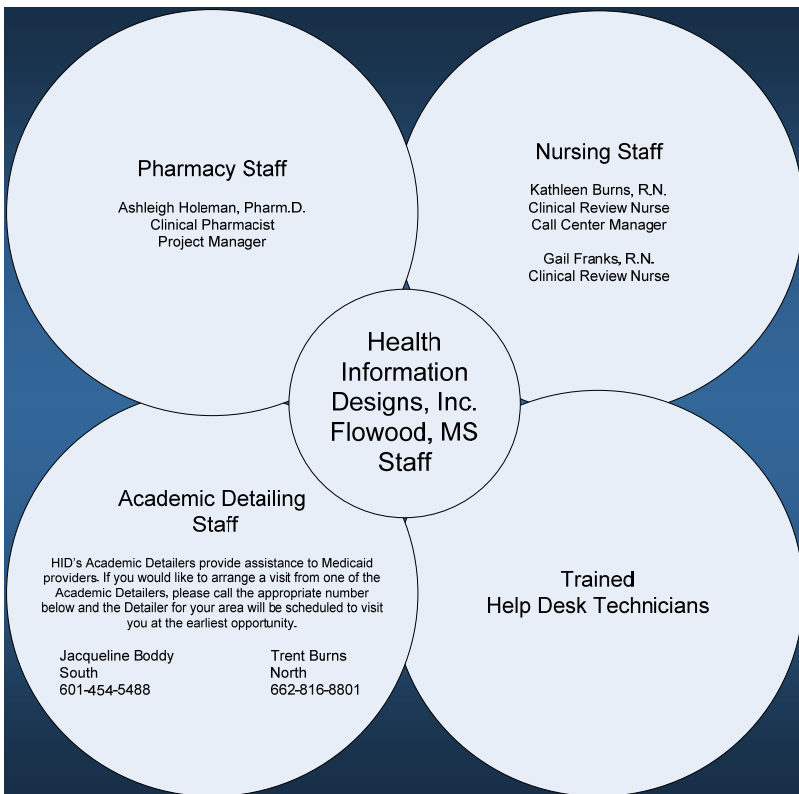 Pharmacy Staff
Ashleigh Holeman, Pharm.D.
Clinical Pharmacist
Project Manager
Nursing Staff
Kathleen Burns, R.N.
Clinical Review Nurse
Call Center Manager
Gail Franks, R.N.
Clinical Review Nurse
Health
Information
Designs, Inc.
Flowood, MS
Staff
Academic Detailing
Staff
HID's Academic Detailers provide assistance to Medicaid
providers. If you would like to arrange a visit from one of the
Academic Detailers, please call the appropriate number
below and the Detailer for your area will be scheduled to visit
you at the earliest opportunity.
Jacqueline Boddy
South
601-454-5488
Trent Burns
North
662-816-8801
Trained
Help Desk Technicians